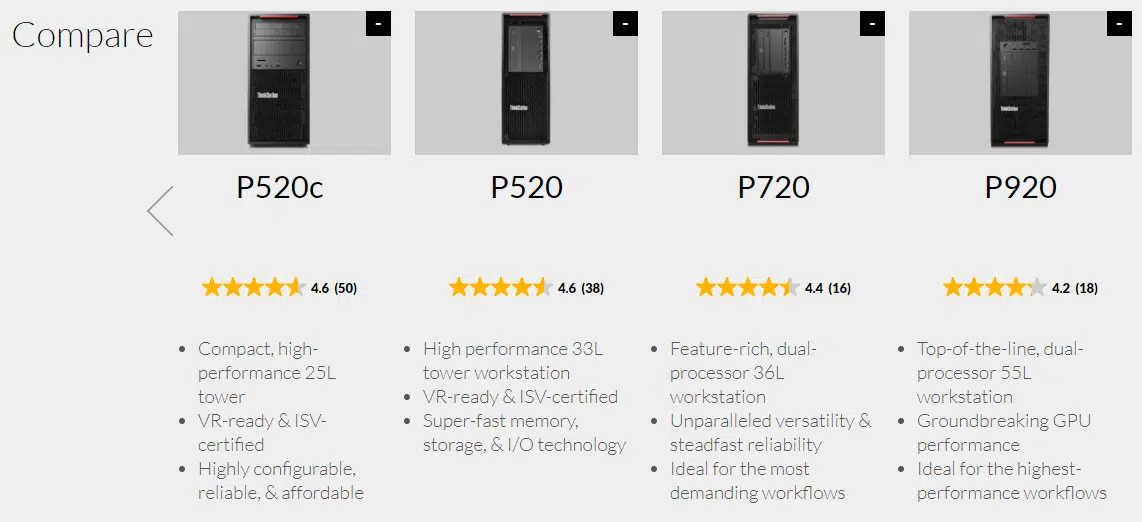 Compare
-
-
-
-
ThinkStation
ThinkStation
ThinkStation
ThinkStation
P520c
P520
P720
P920
4.6 (50)
4.6 (38)
4.4 (16)
4.2 (18)
• Compact, high-
performance 25L
tower
• VR-ready & ISV-
certified
• Highly configurable,
reliable, & affordable
• High performance 33L
tower workstation
• VR-ready & ISV-certified
• Super-fast memory,
storage, & I/O technology
• Feature-rich, dual-
processor 36L
workstation
• Unparalleled versatility &
steadfast reliability
• Ideal for the most
demanding workflows
• Top-of-the-line, dual-
processor 55L
workstation
• Groundbreaking GPU
performance
• Ideal for the highest-
performance workflows